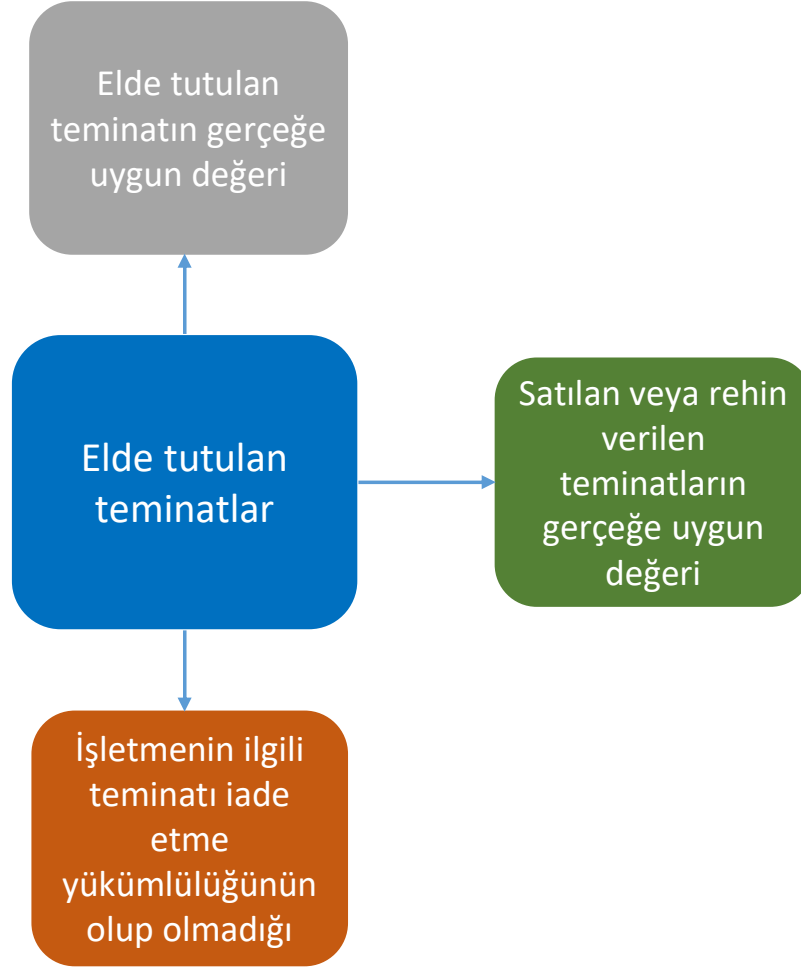 Elde tutulan
teminatın gerçeğe
uygun değeri
Elde tutulan
teminatlar
Satılan veya rehin
verilen
teminatların
gerçeğe uygun
değeri
İşletmenin ilgili
teminatı iade
etme
yükümlülüğünün
olup olmadığı